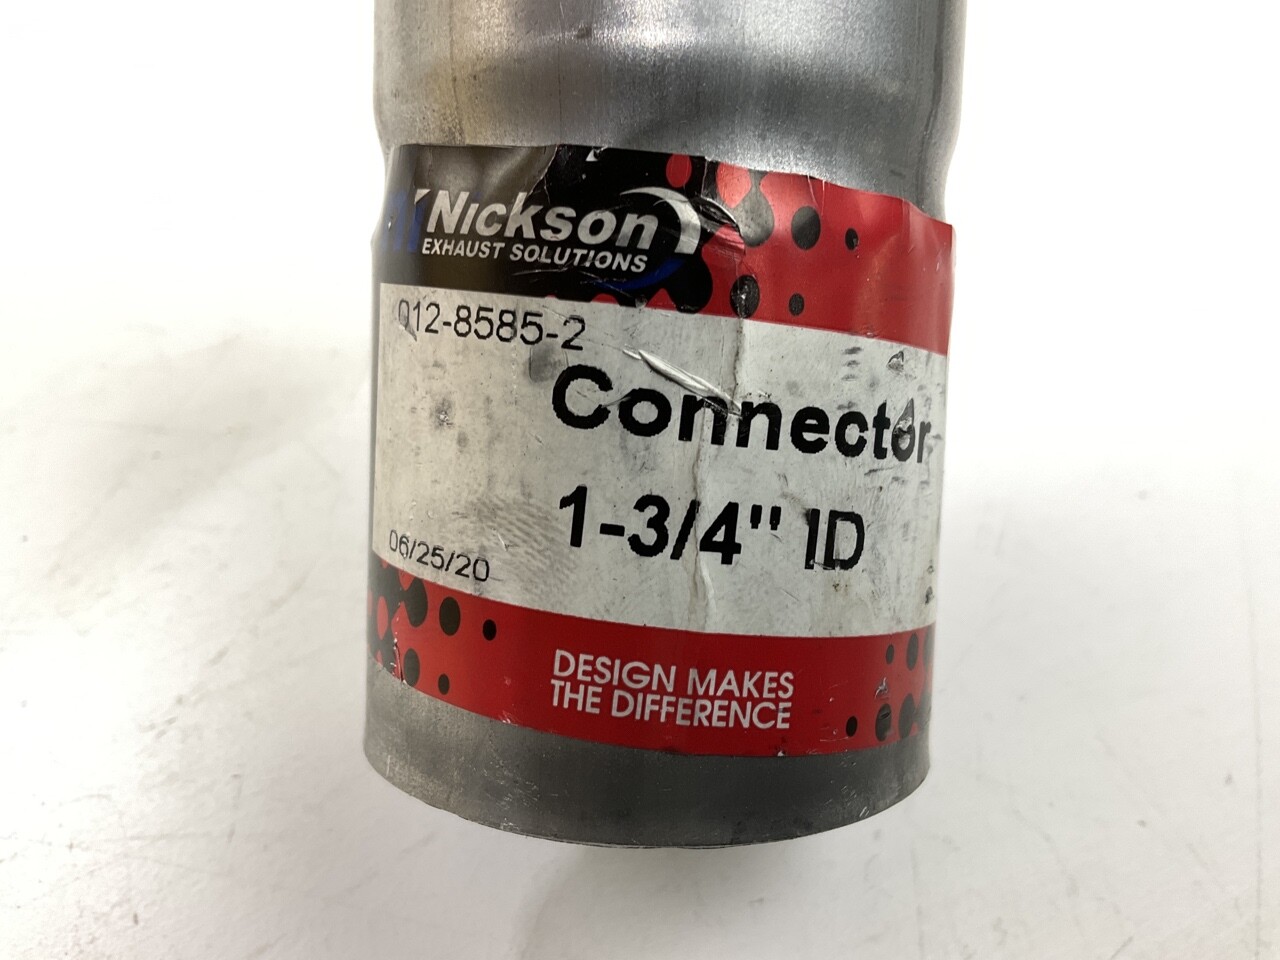 Nickson
EXHAUST SOLUTIONS
012-8585-2
Connector
1-3/4" ID
06/25/20
DESIGN MAKES
THE DIFFERENCE